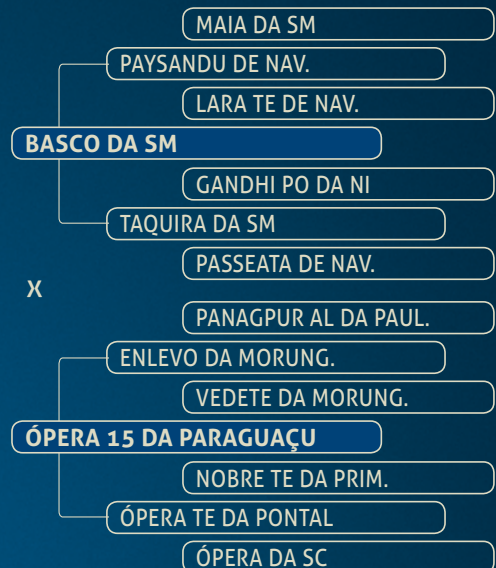 MAIA DA SM
PAYSANDU DE NAV.
LARA TE DE NAV.
BASCO DA SM
GANDHI PO DA NI
TAQUIRA DA SM
PASSEATA DE NAV.
X
PANAGPUR AL DA PAUL.
ENLEVO DA MORUNG.
VEDETE DA MORUNG.
ÓPERA 15 DA PARAGUAÇU
NOBRE TE DA PRIM.
ÓPERA TE DA PONTAL
ÓPERA DA SC